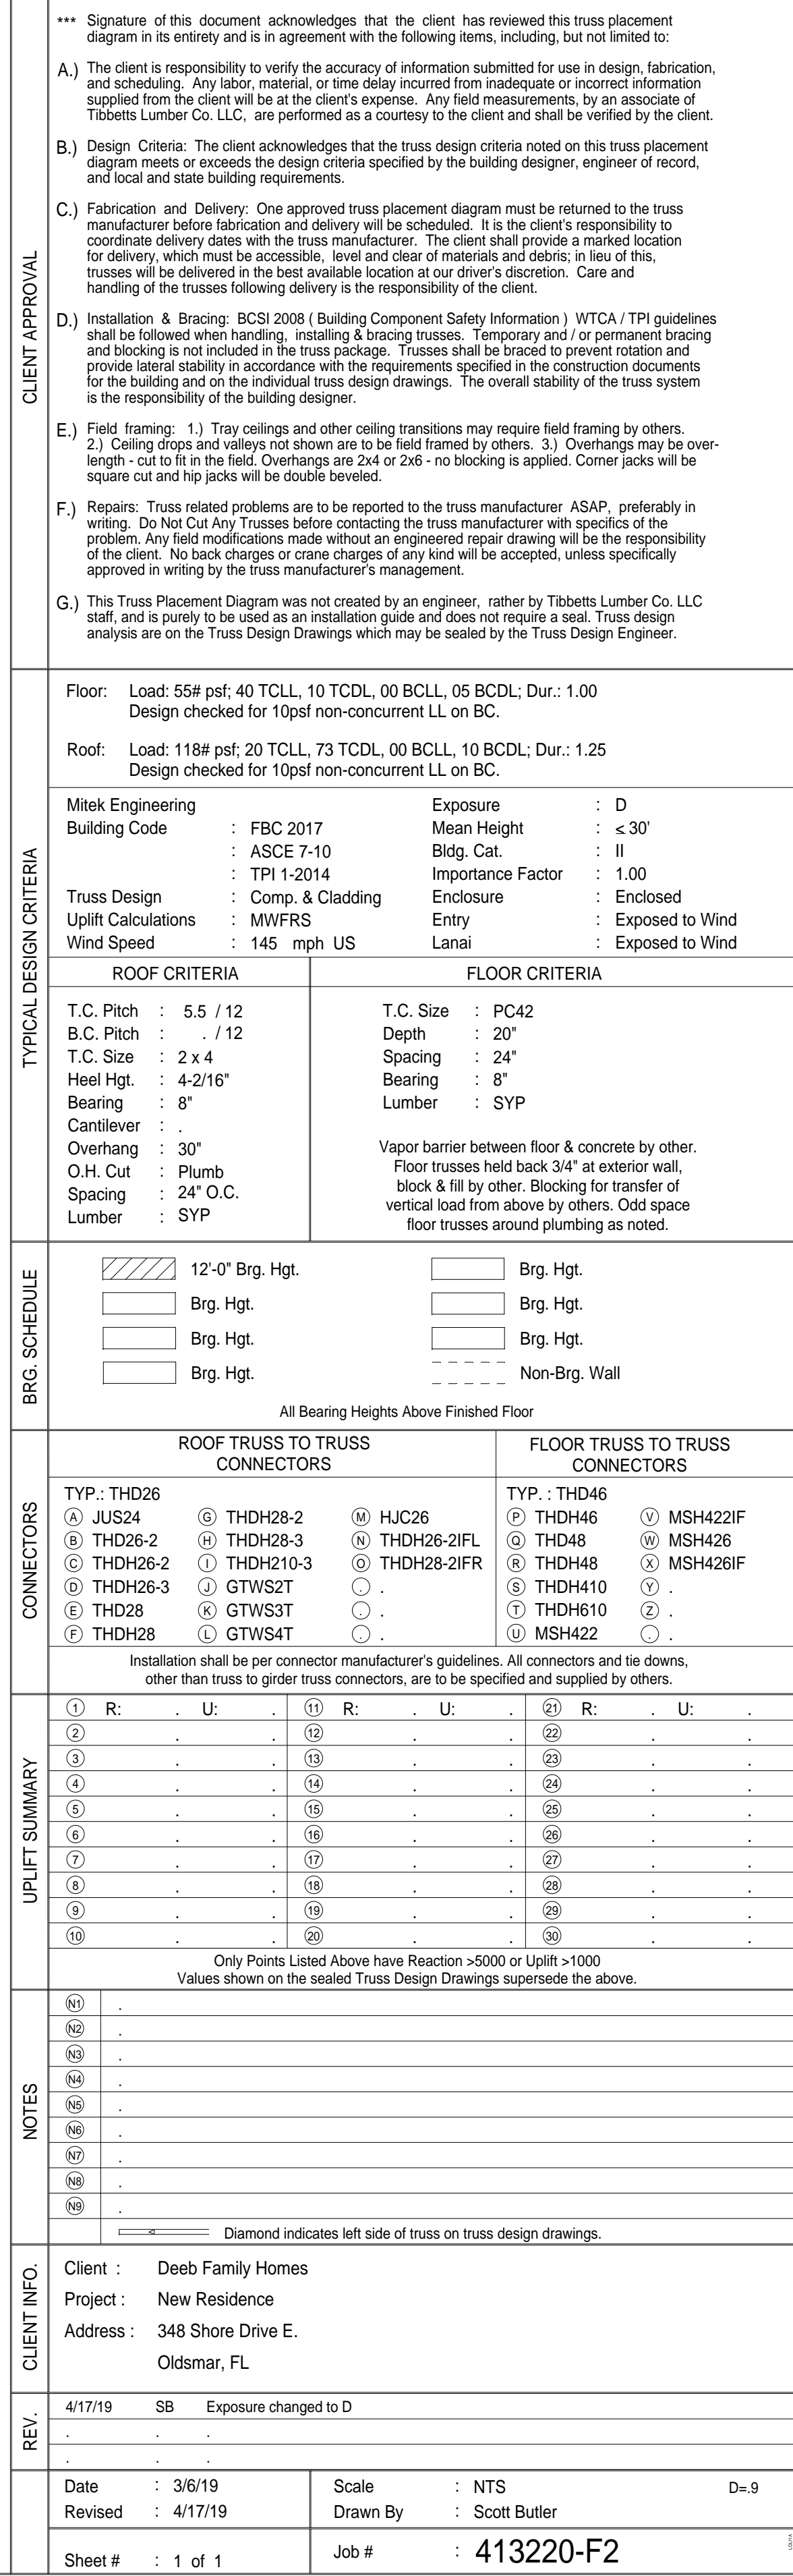 CLIENT APPROVAL
*** Signature of this document acknowledges that the client has reviewed this truss placement
diagram in its entirety and is in agreement with the following items, including, but not limited to:
A.) The client is responsibility to verify the accuracy of information submitted for use in design, fabrication,
and scheduling. Any labor, material, or time delay incurred from inadequate or incorrect information
supplied from the client will be at the client's expense. Any field measurements, by an associate of
Tibbetts Lumber Co. LLC, are performed as a courtesy to the client and shall be verified by the client.
B.) Design Criteria: The client acknowledges that the truss design criteria noted on this truss placement
diagram meets or exceeds the design criteria specified by the building designer, engineer of record,
and local and state building requirements.
C.) Fabrication and Delivery: One approved truss placement diagram must be returned to the truss
manufacturer before fabrication and delivery will be scheduled. It is the client's responsibility to
coordinate delivery dates with the truss manufacturer. The client shall provide a marked location
for delivery, which must be accessible, level and clear of materials and debris; in lieu of this,
trusses will be delivered in the best available location at our driver's discretion. Care and
handling of the trusses following delivery is the responsibility of the client.
D.) Installation & Bracing: BCSI 2008 ( Building Component Safety Information ) WTCA / TPI guidelines
shall be followed when handling, installing & bracing trusses. Temporary and / or permanent bracing
and blocking is not included in the truss package. Trusses shall be braced to prevent rotation and
provide lateral stability in accordance with the requirements specified in the construction documents
for the building and on the individual truss design drawings. The overall stability of the truss system
is the responsibility of the building designer.
E.) Field framing: 1.) Tray ceilings and other ceiling transitions may require field framing by others.
2.) Ceiling drops and valleys not shown are to be field framed by others. 3.) Overhangs may be over-
length - cut to fit in the field. Overhangs are 2x4 or 2x6 - no blocking is applied. Corner jacks will be
square cut and hip jacks will be double beveled.
F.) Repairs: Truss related problems are to be reported to the truss manufacturer ASAP, preferably in
writing. Do Not Cut Any Trusses before contacting the truss manufacturer with specifics of the
problem. Any field modifications made without an engineered repair drawing will be the responsibility
of the client. No back charges or crane charges of any kind will be accepted, unless specifically
approved in writing by the truss manufacturer's management.
G.) This Truss Placement Diagram was not created by an engineer, rather by Tibbetts Lumber Co. LLC
staff, and is purely to be used as an installation guide and does not require a seal. Truss design
analysis are on the Truss Design Drawings which may be sealed by the Truss Design Engineer.
TYPICAL DESIGN CRITERIA
Floor: Load: 55# psf; 40 TCLL, 10 TCDL, 00 BCLL, 05 BCDL; Dur.: 1.00
Design checked for 10psf non-concurrent LL on BC.
Roof: Load: 118# psf; 20 TCLL, 73 TCDL, 00 BCLL, 10 BCDL; Dur.: 1.25
Design checked for 10psf non-concurrent LL on BC.
Mitek Engineering Exposure : D
Building Code : FBC 2017 Mean Height : ≤ 30'
: ASCE 7-10 Bldg. Cat. : II
: TPI 1-2014 Importance Factor : 1.00
Truss Design : Comp. & Cladding Enclosure : Enclosed
Uplift Calculations : MWFRS Entry : Exposed to Wind
Wind Speed : 145 mph US Lanai : Exposed to Wind
ROOF CRITERIA
T.C. Pitch : 5.5 / 12
B.C. Pitch : . / 12
T.C. Size : 2 x 4
Heel Hgt. : 4-2/16"
Bearing : 8"
Cantilever : .
Overhang : 30"
O.H. Cut : Plumb
Spacing : 24" O.C.
Lumber : SYP
FLOOR CRITERIA
T.C. Size : PC42
Depth : 20"
Spacing : 24"
Bearing : 8"
Lumber : SYP
Vapor barrier between floor & concrete by other.
Floor trusses held back 3/4" at exterior wall,
block & fill by other. Blocking for transfer of
vertical load from above by others. Odd space
floor trusses around plumbing as noted.
BRG. SCHEDULE
12'-0" Brg. Hgt. Brg. Hgt.
Brg. Hgt. Brg. Hgt.
Brg. Hgt. Brg. Hgt.
Brg. Hgt. Non-Brg. Wall
All Bearing Heights Above Finished Floor
CONNECTORS
ROOF TRUSS TO TRUSS
CONNECTORS
TYP.: THD26
A JUS24 G THDH28-2 M HJC26
B THD26-2 H THDH28-3 N THDH26-2IFL
C THDH26-2 I THDH210-3 O THDH28-2IFR
D THDH26-3 J GTWS2T . .
E THD28 K GTWS3T . .
F THDH28 L GTWS4T . .
FLOOR TRUSS TO TRUSS
CONNECTORS
TYP. : THD46
P THDH46 V MSH422IF
Q THD48 W MSH426
R THDH48 X MSH426IF
S THDH410 Y .
T THDH610 Z .
U MSH422 . .
Installation shall be per connector manufacturer's guidelines. All connectors and tie downs,
other than truss to girder truss connectors, are to be specified and supplied by others.
UPLIFT SUMMARY
1 R: . U: . 11 R: . U: . 21 R: . U: .
2 . . 12 . . 22 . .
3 . . 13 . . 23 . .
4 . . 14 . . 24 . .
5 . . 15 . . 25 . .
6 . . 16 . . 26 . .
7 . . 17 . . 27 . .
8 . . 18 . . 28 . .
9 . . 19 . . 29 . .
10 . . 20 . . 30 . .
Only Points Listed Above have Reaction >5000 or Uplift >1000
Values shown on the sealed Truss Design Drawings supersede the above.
NOTES
N1 .
N2 .
N3 .
N4 .
N5 .
N6 .
N7 .
N8 .
N9 .
Diamond indicates left side of truss on truss design drawings.
CLIENT INFO.
Client : Deeb Family Homes
Project : New Residence
Address : 348 Shore Drive E.
Oldsmar, FL
REV.
4/17/19 SB Exposure changed to D
. . .
. . .
Date : 3/6/19 Scale : NTS D=.9
Revised : 4/17/19 Drawn By : Scott Butler
Sheet # : 1 of 1 Job # : 413220-F2